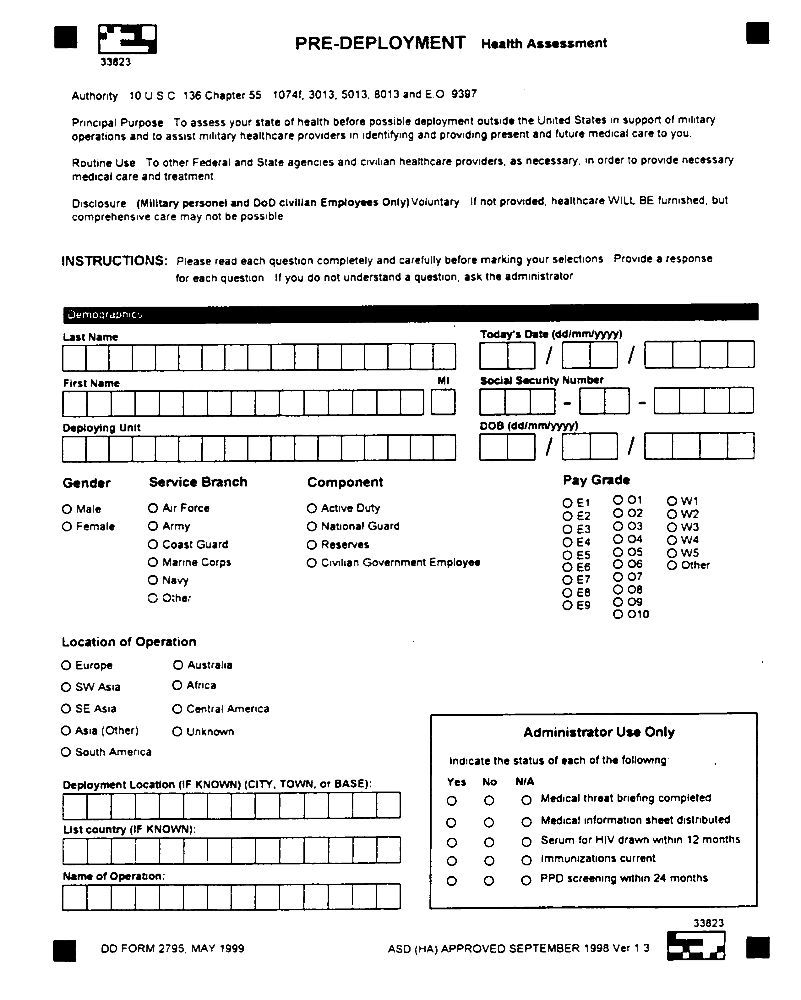 33823
PRE-DEPLOYMENT Health Assessment
Authority 10 U.S C 136 Chapter 55 1074f, 3013, 5013, 8013 and E.O 9397
Principal Purpose To assess your state of health before possible deployment outside the United States in support of military
operations and to assist military healthcare providers in identifying and providing present and future medical care to you.
Routine Use. To other Federal and State agencies and civilian healthcare providers, as necessary, in order to provide necessary
medical care and treatment.
Disclosure (Military personel and DoD civilian Employees Only) Voluntary If not provided, healthcare WILL BE furnished, but
comprehensive care may not be possible
INSTRUCTIONS: Please read each question completely and carefully before marking your selections Provide a response
for each question If you do not understand a question, ask the administrator
Demographics
Last Name
Today's Date (dd/mm/yyyy)
/ /
First Name MI
Social Security Number
- -
Deploying Unit
DOB (dd/mm/yyyy)
/ /
Gender
Male
Female
Service Branch
Air Force
Army
Coast Guard
Marine Corps
Navy
Other
Component
Active Duty
National Guard
Reserves
Civilian Government Employee
Pay Grade
E1 O1 W1
E2 O2 W2
E3 O3 W3
E4 O4 W4
E5 O5 W5
E6 O6 Other
E7 O7
E8 O8
E9 O9
O10
Location of Operation
Europe Australia
SW Asia Africa
SE Asia Central America
Asia (Other) Unknown
South America
Deployment Location (IF KNOWN) (CITY, TOWN, or BASE):
List country (IF KNOWN):
Name of Operation:
Administrator Use Only
Indicate the status of each of the following
Yes No N/A
Medical threat briefing completed
Medical information sheet distributed
Serum for HIV drawn within 12 months
Immunizations current
PPD screening within 24 months
33823
DD FORM 2795, MAY 1999
ASD (HA) APPROVED SEPTEMBER 1998 Ver 1 3